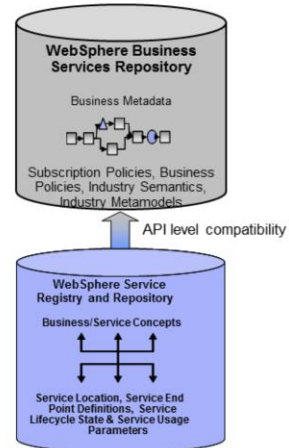 WebSphere Business
Services Repository
Business Metadata
Subscription Policies, Business
Policies, Industry Semantics,
Industry Metamodels
API level compatibility
WebSphere Service
Registry and Repository
Business/Service Concepts
Service Location, Service End
Point Definitions, Service
Lifecycle State & Service Usage
Parameters